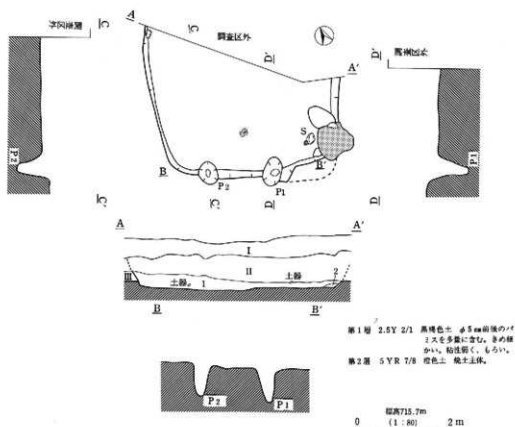 A
C
調査区外
D'
A'
C
D'
S
P2
P1
B
P2
P1
B'
P1
C'
D
D
A
A'
I
II
III
土器
1
土器
2
B
B'
第1層 2.5Y 2/1 黒褐色土 φ5mm前後のパ
ミスを多量に含む。きめ細
かい。粘性弱く、もろい。
第2層 5YR 7/8 橙色土 焼土主体。
P2
P1
標高715.7m
0 (1:80) 2m